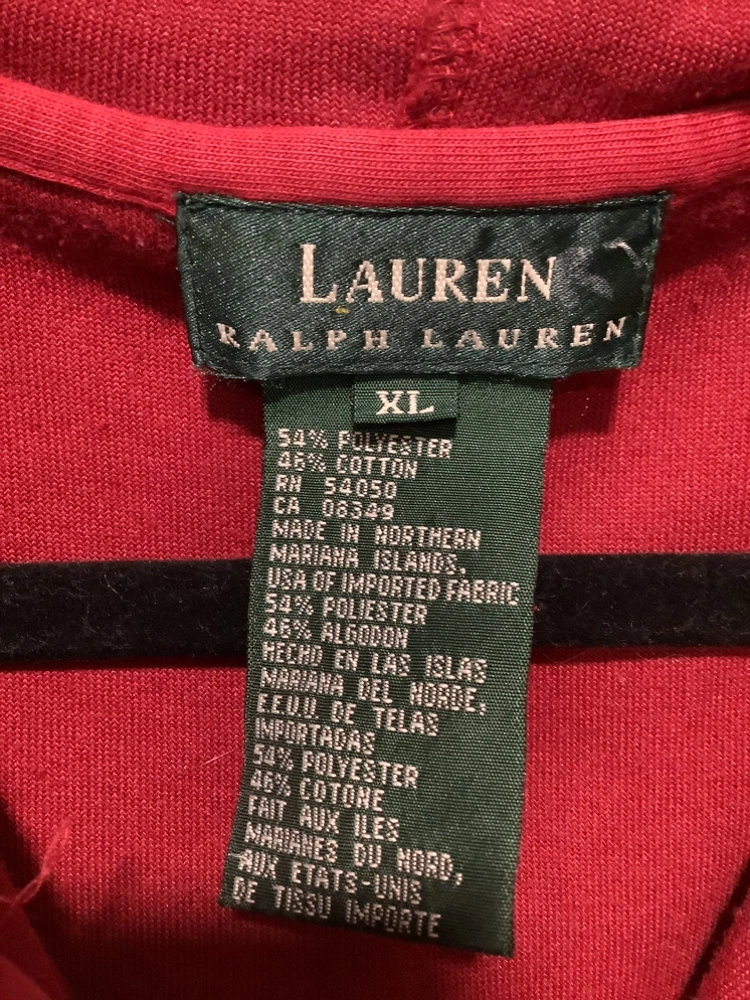 LAUREN
RALPH LAUREN
XL
54% POLYESTER
46% COTTON
RN 54050
CA 08349
MADE IN NORTHERN
MARIANA ISLANDS,
USA OF IMPORTED FABRIC
54% POLIESTER
46% ALGODON
HECHO EN LAS ISLAS
MARIANA DEL NORDE,
E.E.U.U. DE TELAS
IMPORTADAS
54% POLYESTER
46% COTONE
FAIT AUX ILES
MARIANES DU NORD,
AUX ETATS-UNIS
DE TISSU IMPORTE